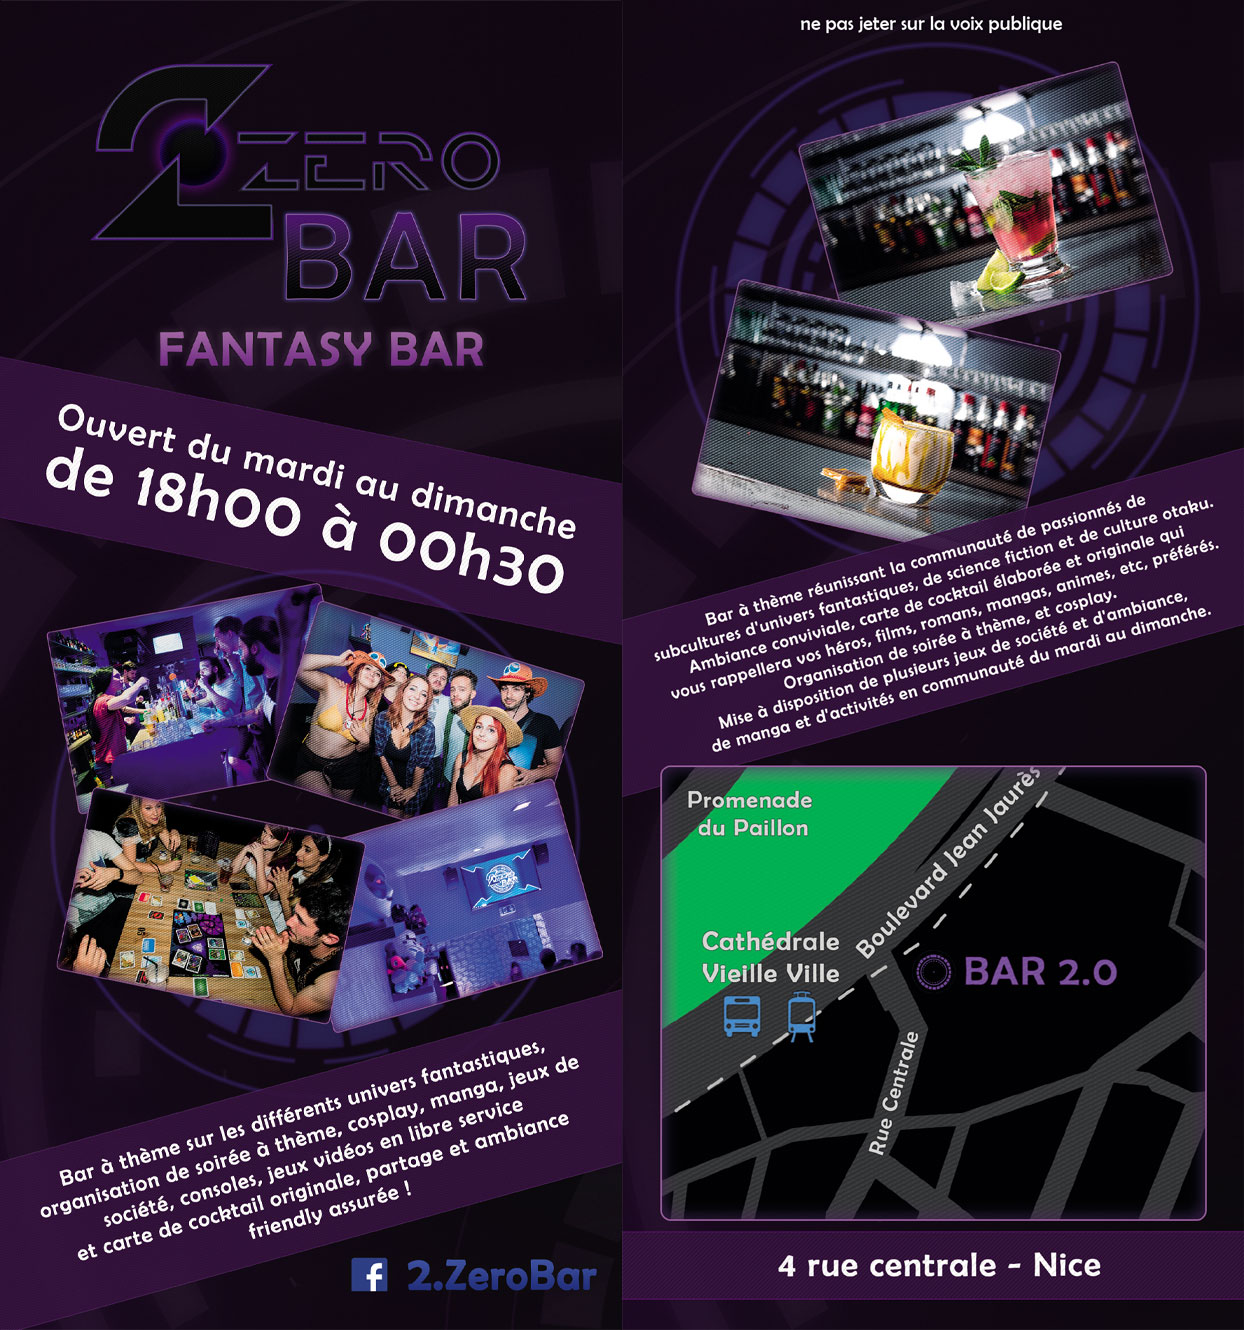 2 ZERO
BAR
FANTASY BAR
Ouvert du mardi au dimanche
de 18h00 à 00h30
Bar à thème sur les différents univers fantastiques,
organisation de soirée à thème, cosplay, manga, jeux de
société, consoles, jeux vidéos en libre service
et carte de cocktail originale, partage et ambiance
friendly assurée !
f 2.ZeroBar
ne pas jeter sur la voix publique
Bar à thème réunissant la communauté de passionnés de
subcultures d'univers fantastiques, de science fiction et de culture otaku.
Ambiance conviviale, carte de cocktail élaborée et originale qui
vous rappellera vos héros, films, romans, mangas, animes, etc, préférés.
Organisation de soirée à thème, et cosplay.
Mise à disposition de plusieurs jeux de société et d'ambiance,
de manga et d'activités en communauté du mardi au dimanche.
Promenade
du Paillon
Boulevard Jean Jaurès
Cathédrale
Vieille Ville
BAR 2.0
Rue Centrale
4 rue centrale - Nice